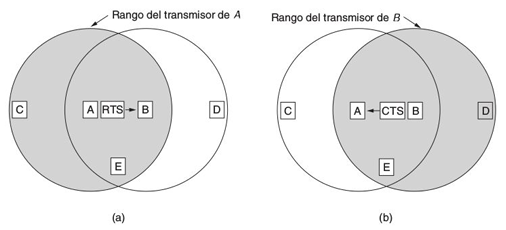 Rango del transmisor de A
C
A
RTS
B
D
E
(a)
Rango del transmisor de B
C
A
CTS
B
D
E
(b)